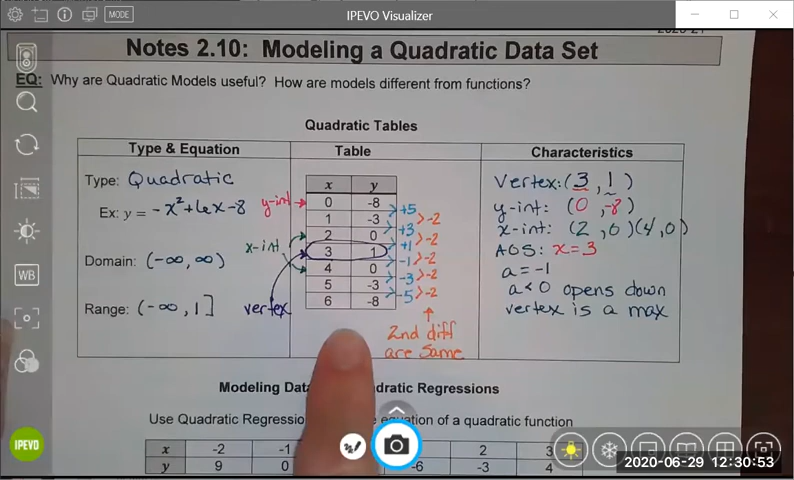 IPEVO Visualizer
MODE
Notes 2.10: Modeling a Quadratic Data Set
EQ: Why are Quadratic Models useful? How are models different from functions?
Quadratic Tables
Type & Equation Table Characteristics
Type: Quadratic
Ex: y = -x²+6x-8
Domain: (-∞, ∞)
Range: (-∞, 1]
y-int
x-int
vertex
x y
0 -8
1 -3
2 0
3 1
4 0
5 -3
6 -8
+5
+3
+1
-1
-3
-5
>-2
>-2
>-2
>-2
>-2
2nd diff
are same
Vertex: (3, 1)
y-int: (0, -8)
x-int: (2, 0)(4, 0)
AOS: x=3
a = -1
a<0 opens down
vertex is a max
WB
Regressions
Use Quadratic equation of a quadratic function
x -2 -1 2 3
y 9 0 -6 -3 4
IPEVO
2020-06-29 12:30:53